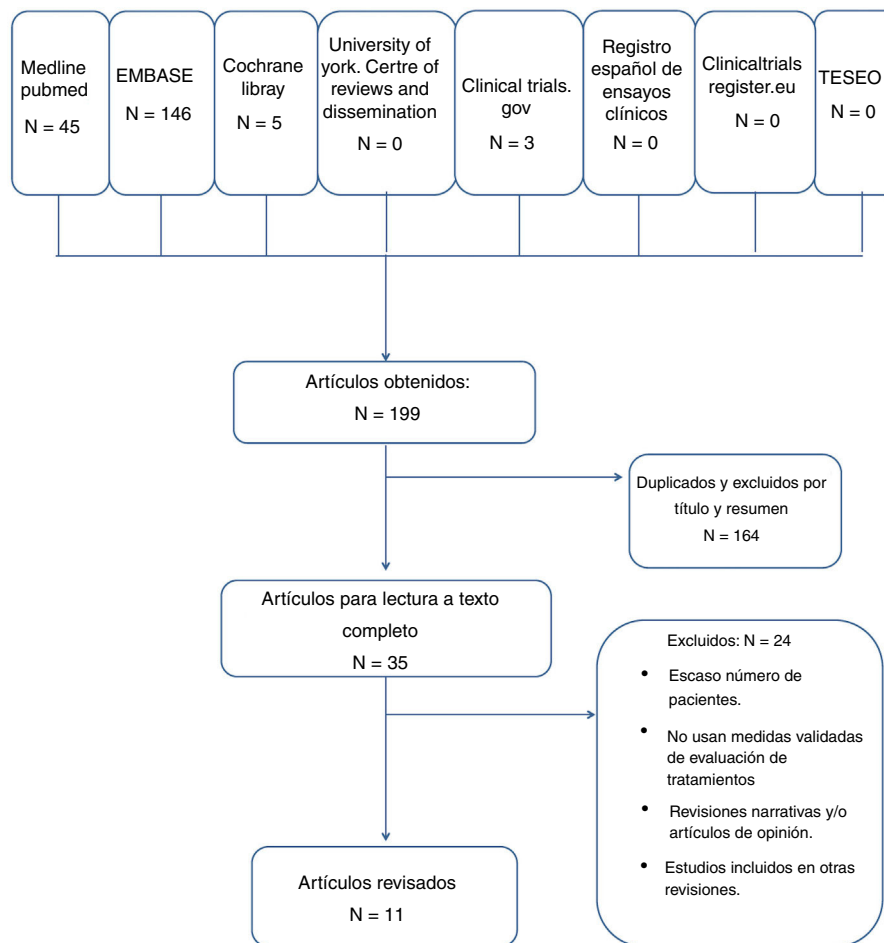 Medline
pubmed
N = 45
EMBASE
N = 146
Cochrane
libray
N = 5
University of
york. Certre of
reviews and
dissemination
N = 0
Clinical trials.
gov
N = 3
Registro
español de
ensayos
clínicos
N = 0
Clinicaltrials
register.eu
N = 0
TESEO
N = 0
Artículos obtenidos:
N = 199
Duplicados y excluidos por
título y resumen
N = 164
Artículos para lectura a texto
completo
N = 35
Excluidos: N = 24
• Escaso número de
pacientes.
• No usan medidas validadas
de evaluación de
tratamientos
• Revisiones narrativas y/o
artículos de opinión.
• Estudios incluidos en otras
revisiones.
Artículos revisados
N = 11